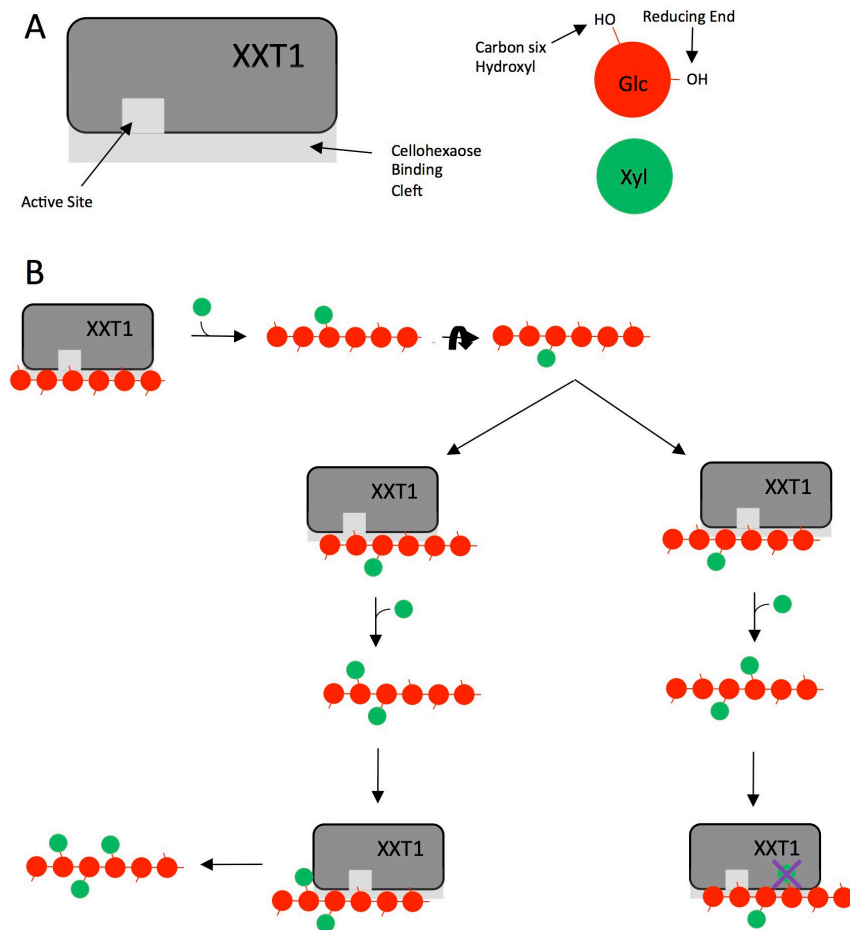 A
XXT1
Active Site
Cellohexaose
Binding
Cleft
Carbon six
Hydroxyl
HO
Reducing End
Glc
OH
Xyl
B
XXT1
XXT1
XXT1
XXT1
XXT1